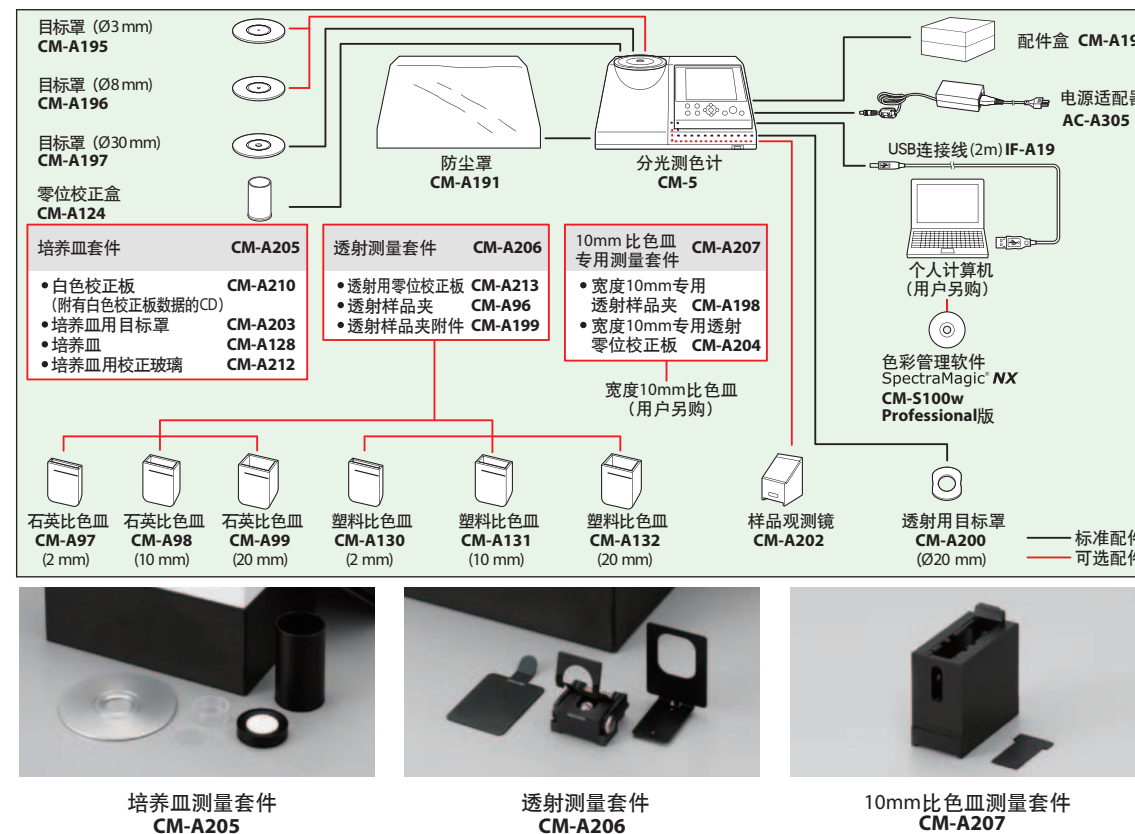 目标罩 (Ø3 mm)
CM-A195
目标罩 (Ø8 mm)
CM-A196
目标罩 (Ø30 mm)
CM-A197
零位校正盒
CM-A124
防尘罩
CM-A191
分光测色计
CM-5
配件盒 CM-A19
电源适配器
AC-A305
USB连接线(2m) IF-A19
个人计算机
(用户另购)
色彩管理软件
SpectraMagic® NX
CM-S100w
Professional版
培养皿套件 CM-A205
•白色校正板 CM-A210
(附有白色校正板数据的CD)
•培养皿用目标罩 CM-A203
•培养皿 CM-A128
•培养皿用校正玻璃 CM-A212
透射测量套件 CM-A206
•透射用零位校正板 CM-A213
•透射样品夹 CM-A96
•透射样品夹附件 CM-A199
10mm 比色皿
专用测量套件 CM-A207
•宽度10mm专用
透射样品夹 CM-A198
•宽度10mm专用透射
零位校正板 CM-A204
宽度10mm比色皿
(用户另购)
石英比色皿
CM-A97
(2 mm)
石英比色皿
CM-A98
(10 mm)
石英比色皿
CM-A99
(20 mm)
塑料比色皿
CM-A130
(2 mm)
塑料比色皿
CM-A131
(10 mm)
塑料比色皿
CM-A132
(20 mm)
样品观测镜
CM-A202
透射用目标罩
CM-A200
(Ø20 mm)
标准配件
可选配件
培养皿测量套件
CM-A205
透射测量套件
CM-A206
10mm比色皿测量套件
CM-A207